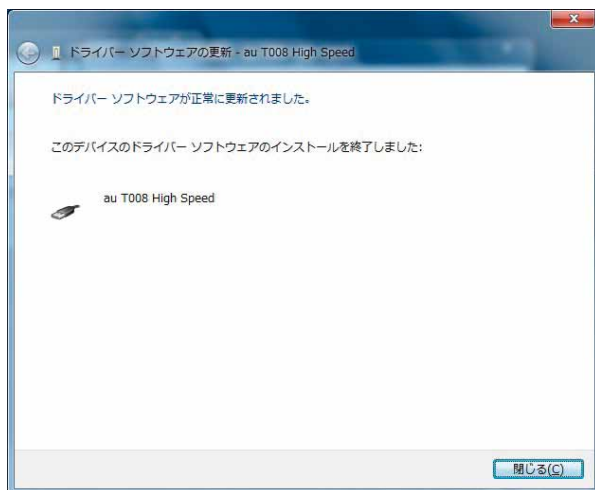 ドライバー ソフトウェアの更新 - au T008 High Speed
ドライバー ソフトウェアが正常に更新されました。
このデバイスのドライバー ソフトウェアのインストールを終了しました:
au T008 High Speed
閉じる(C)